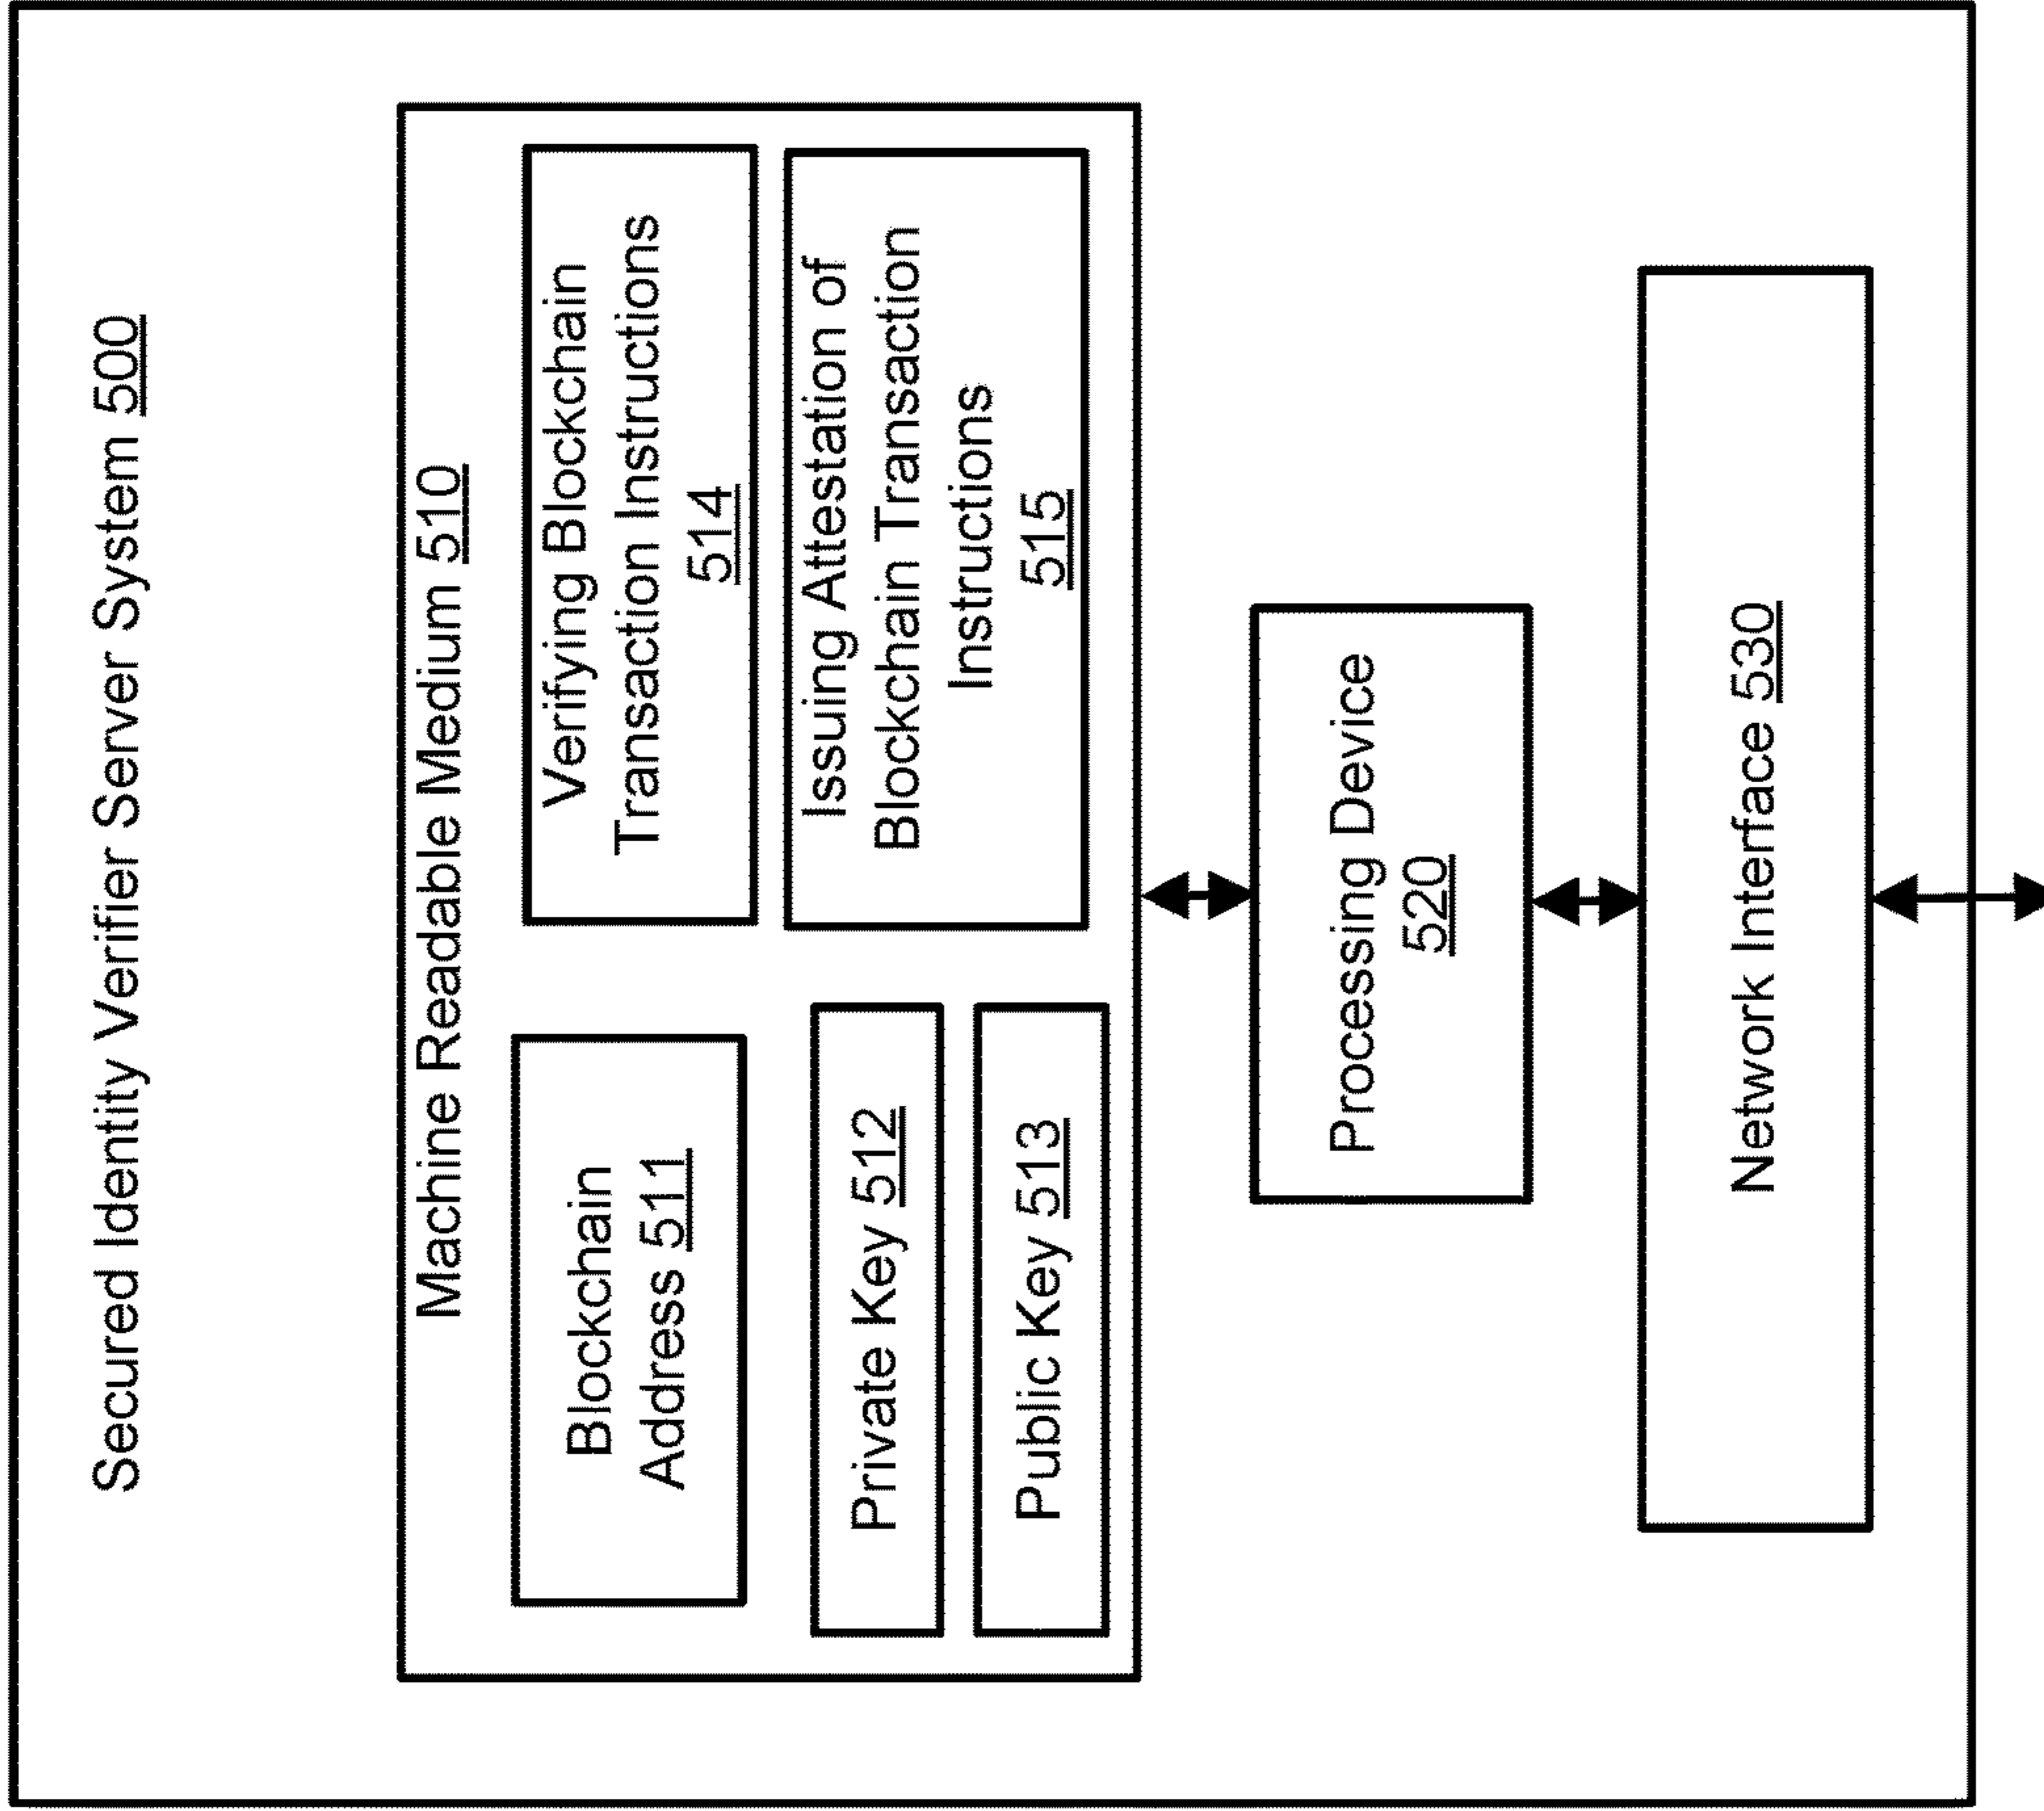 Secured Identity Verifier Server System 500
Machine Readable Medium 510
Blockchain
Address 511
Private Key 512
Public Key 513
Verifying Blockchain
Transaction Instructions
514
Issuing Attestation of
Blockchain Transaction
Instructions
515
Processing Device
520
Network Interface 530